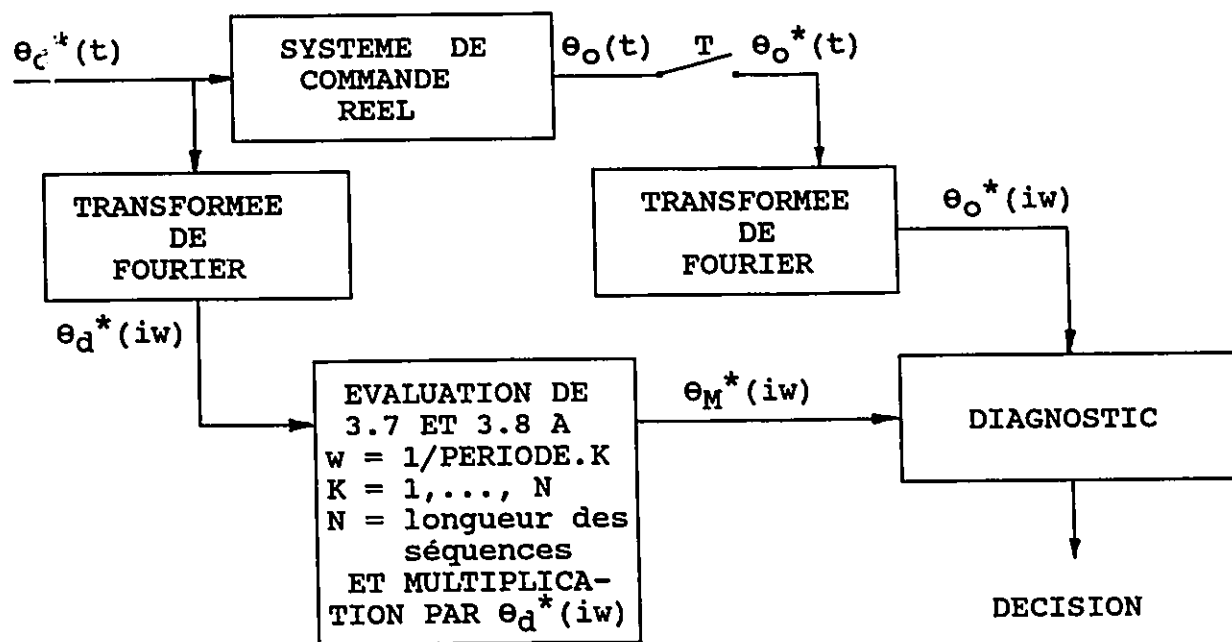 θd*(t)
SYSTÈME DE
COMMANDE
REEL
θo(t)
T
θo*(t)
TRANSFORMEE
DE
FOURIER
TRANSFORMEE
DE
FOURIER
θo*(iw)
θd*(iw)
EVALUATION DE
3.7 ET 3.8 A
w = 1/PERIODE.K
K = 1,..., N
N = longueur des
séquences
ET MULTIPLICA-
TION PAR θd*(iw)
θM*(iw)
DIAGNOSTIC
DECISION